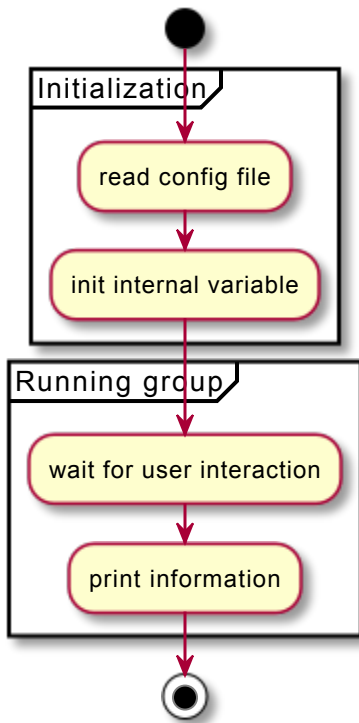 Initialization
read config file
init internal variable
Running group
wait for user interaction
print information